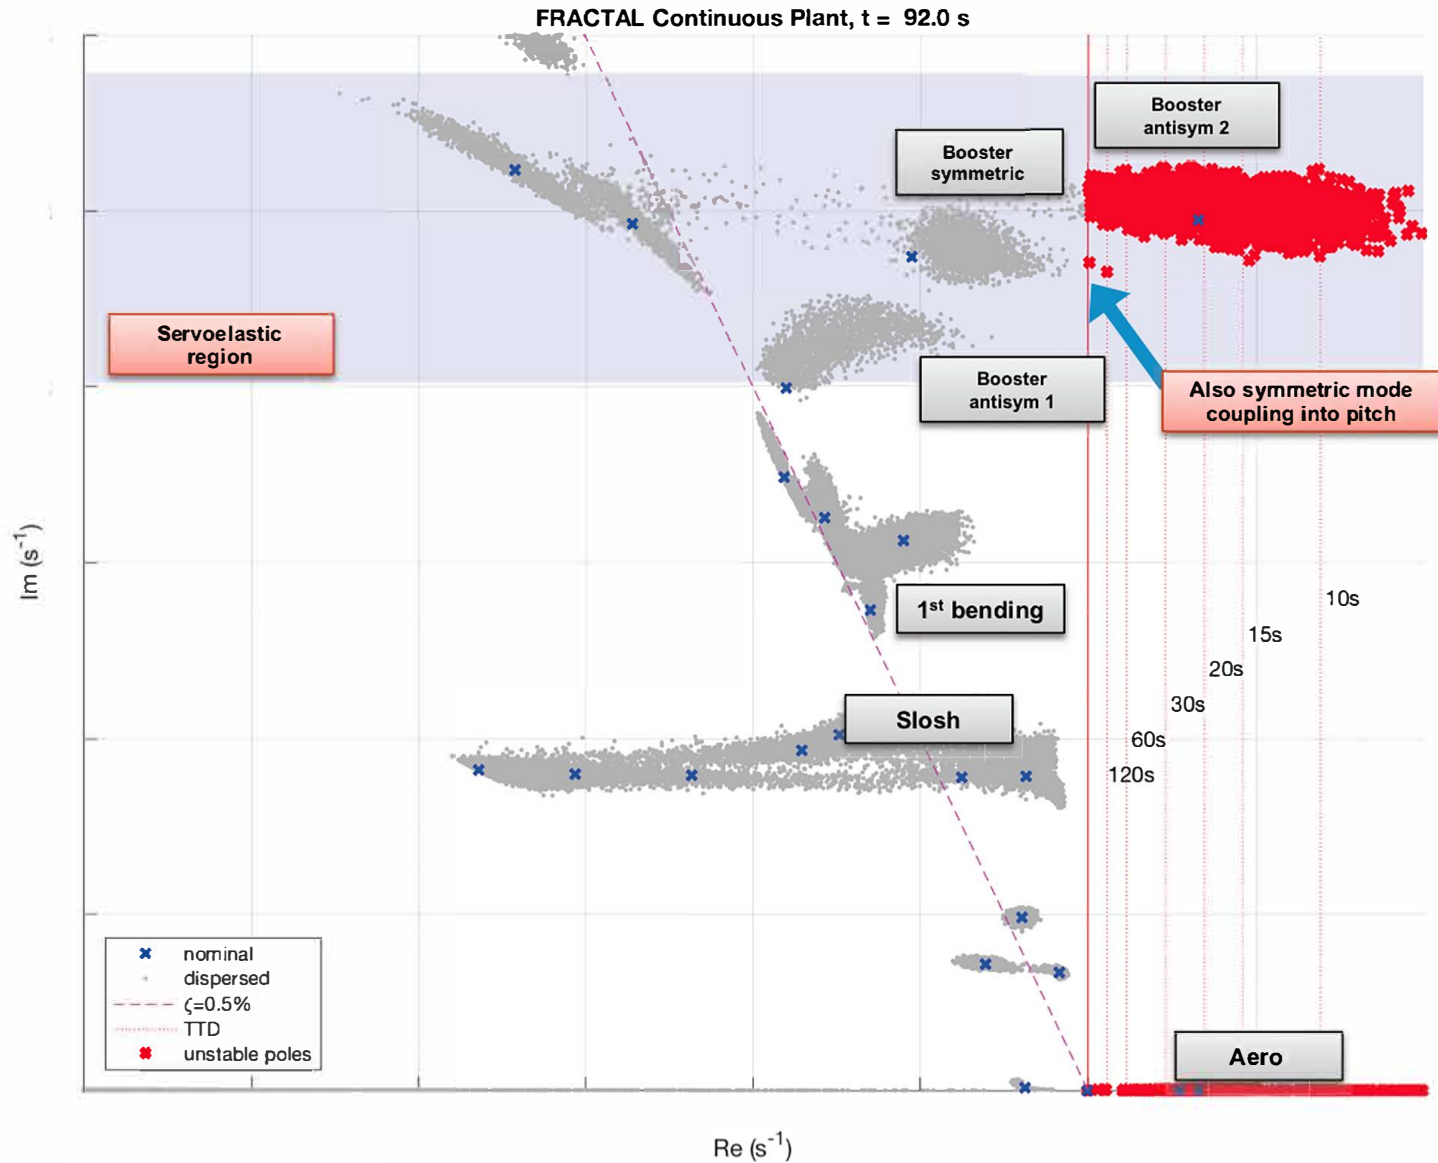 FRACTAL Continuous Plant, t = 92.0 s
Booster
antisym 2
Booster
symmetric
Servoelastic
region
Booster
antisym 1
Also symmetric mode
coupling into pitch
Im (s⁻¹)
1ˢᵗ bending
10s
15s
20s
Slosh
30s
60s
120s
nominal
dispersed
ζ=0.5%
TTD
unstable poles
Aero
Re (s⁻¹)